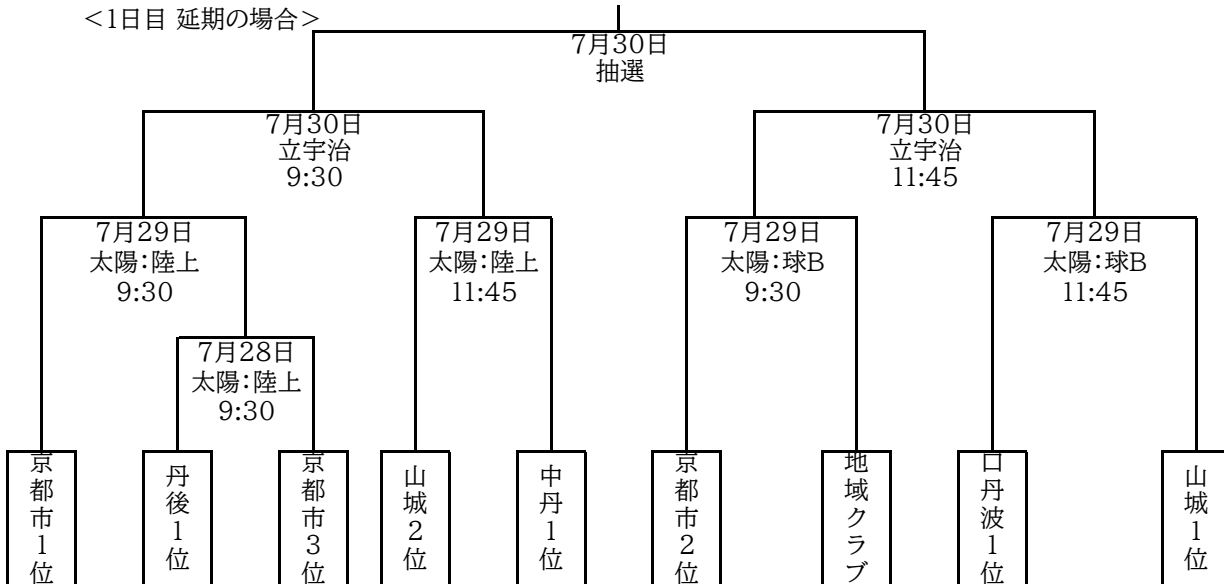 ＜1日目 延期の場合＞
7月30日
抽選
7月30日
立宇治
9:30
7月30日
立宇治
11:45
7月29日
太陽：陸上
9:30
7月29日
太陽：陸上
11:45
7月29日
太陽：球B
9:30
7月29日
太陽：球B
11:45
7月28日
太陽：陸上
9:30
京都市1位
丹後1位
京都市3位
山城2位
中丹1位
京都市2位
地域クラブ
口丹波1位
山城1位